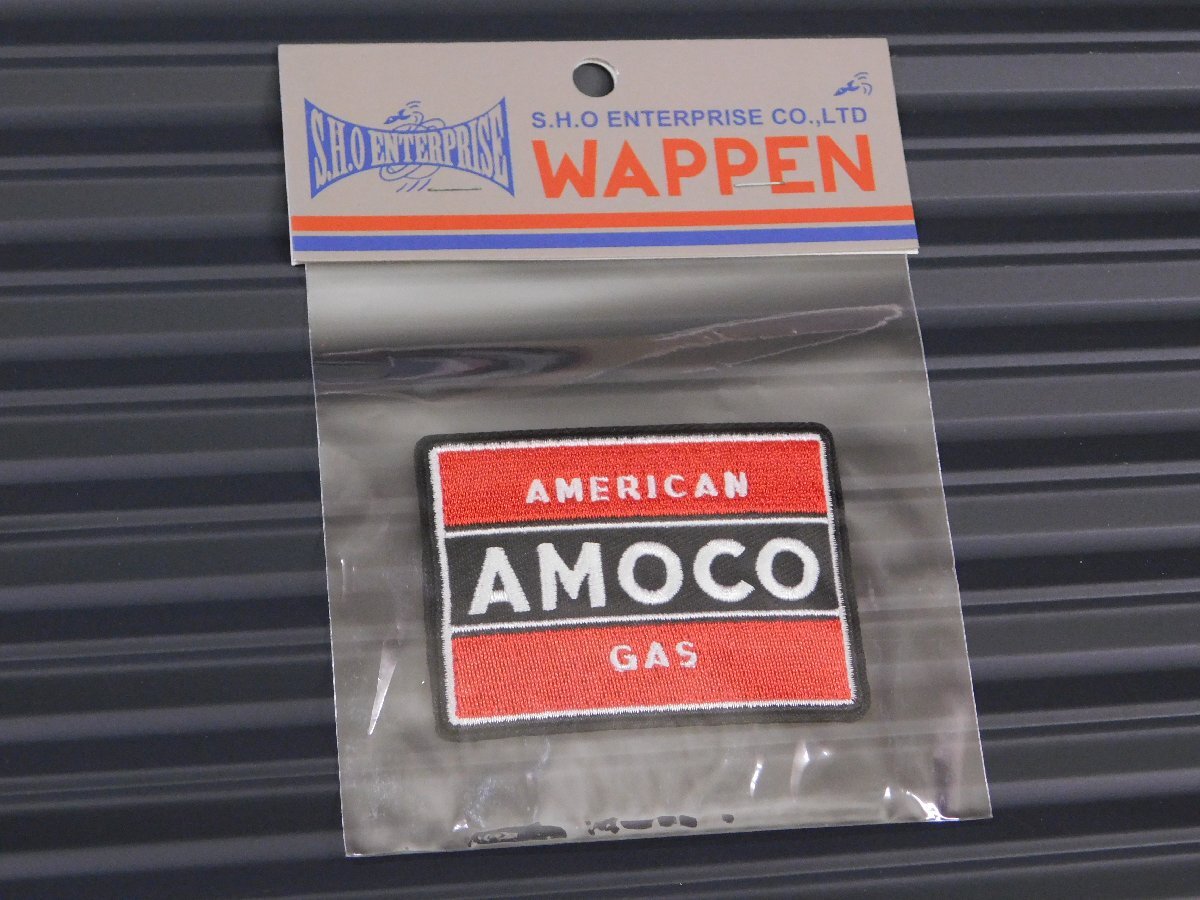 S.H.O ENTERPRISE
S.H.O ENTERPRISE CO.,LTD
WAPPEN
AMERICAN
AMOCO
GAS